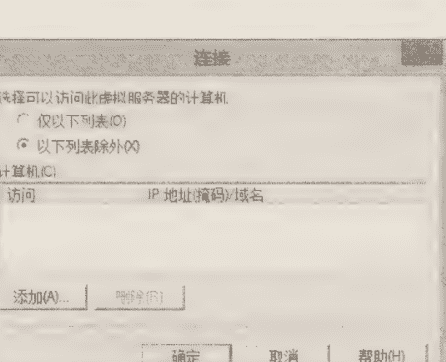 连接
选择可以访问此虚拟服务器的计算机
仅以下列表(O)
以下列表除外(X)
计算机(C)
访问 IP 地址(掩码)/域名
添加(A)... 删除(R)
确定 取消 帮助(H)